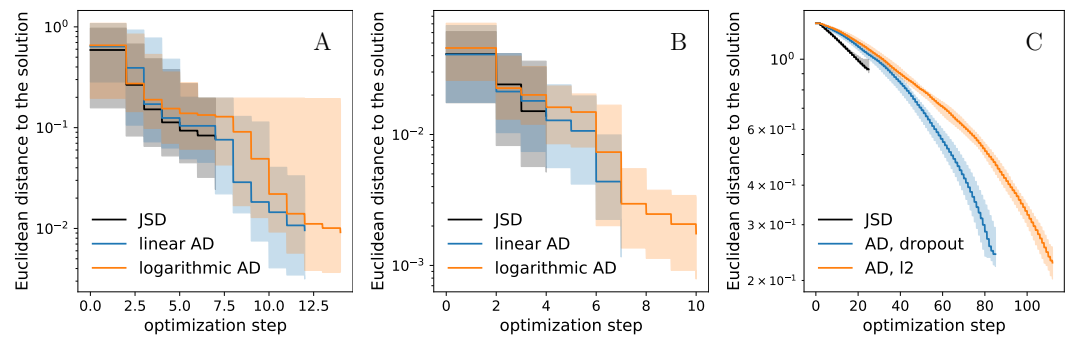 A
Euclidean distance to the solution
10⁰
10⁻¹
10⁻²
JSD
linear AD
logarithmic AD
0.0 2.5 5.0 7.5 10.0 12.5
optimization step
B
Euclidean distance to the solution
10⁻²
10⁻³
JSD
linear AD
logarithmic AD
0 2 4 6 8 10
optimization step
C
Euclidean distance to the solution
10⁰
6 × 10⁻¹
4 × 10⁻¹
3 × 10⁻¹
2 × 10⁻¹
JSD
AD, dropout
AD, l2
0 20 40 60 80 100
optimization step